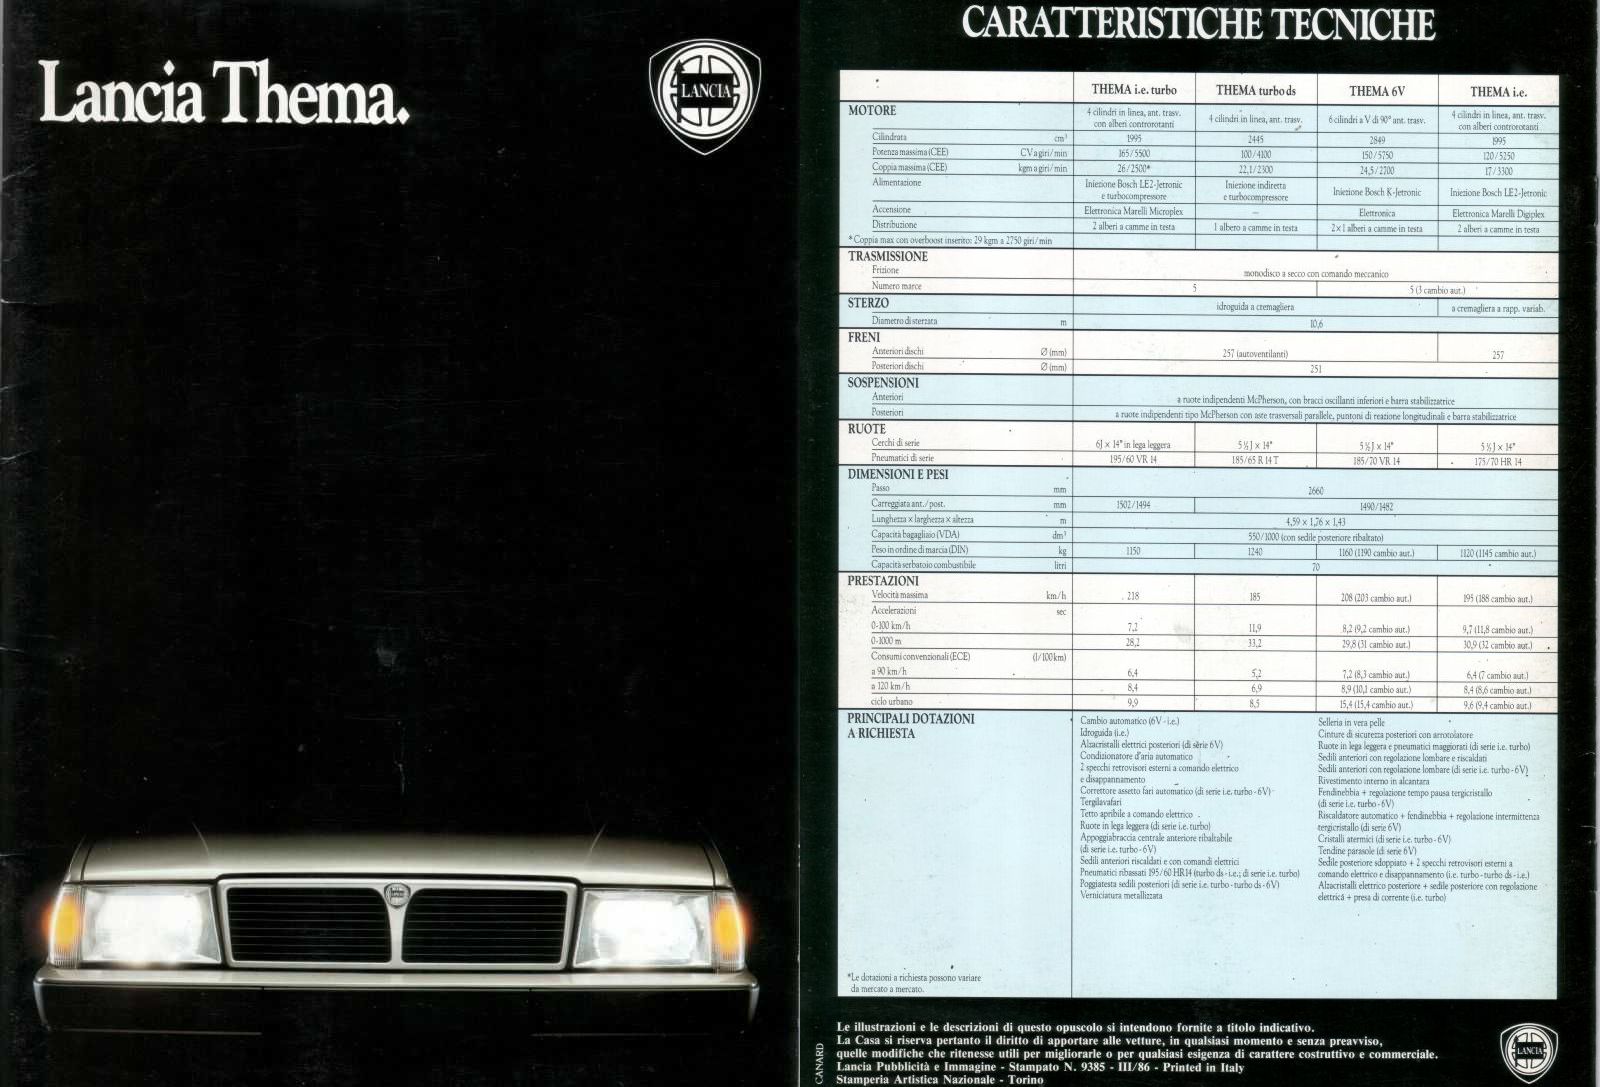 Lancia Thema.
LANCIA
CARATTERISTICHE TECNICHE
THEMA i.e. turbo THEMA turbo ds THEMA 6V THEMA i.e.
MOTORE 4 cilindri in linea, ant. trasv. con alberi controrotanti 4 cilindri in linea, ant. trasv. 6 cilindri a V di 90° ant. trasv. 4 cilindri in linea, ant. trasv. con alberi controrotanti
Cilindrata cm³ 1995 2445 2849 1995
Potenza massima (CEE) CV a giri/min 165/5500 100/4100 150/5750 120/5250
Coppia massima (CEE) kgm a giri/min 26/2500* 22,1/2300 24,5/2700 17/3300
Alimentazione Iniezione Bosch LE2-Jetronic e turbocompressore Iniezione indiretta e turbocompressore Iniezione Bosch K-Jetronic Iniezione Bosch LE2-Jetronic
Accensione Elettronica Marelli Microplex – Elettronica Elettronica Marelli Digiplex
Distribuzione 2 alberi a camme in testa 1 albero a camme in testa 2×1 alberi a camme in testa 2 alberi a camme in testa
*Coppia max con overboost inserito: 29 kgm a 2750 giri/min
TRASMISSIONE
Frizione monodisco a secco con comando meccanico
Numero marce 5 5 (3 cambio aut.)
STERZO idroguida a cremagliera a cremagliera a rapp. variab.
Diametro di sterzata m 10,6
FRENI
Anteriori dischi Ø (mm) 257 (autoventilanti) 257
Posteriori dischi Ø (mm) 251
SOSPENSIONI
Anteriori a ruote indipendenti McPherson, con bracci oscillanti inferiori e barra stabilizzatrice
Posteriori a ruote indipendenti tipo McPherson con aste trasversali parallele, puntoni di reazione longitudinali e barra stabilizzatrice
RUOTE
Cerchi di serie 6J × 14" in lega leggera 5 ½ J × 14" 5 ½ J × 14" 5 ½ J × 14"
Pneumatici di serie 195/60 VR 14 185/65 R 14 T 185/70 VR 14 175/70 HR 14
DIMENSIONI E PESI
Passo mm 2660
Carreggiata ant./post. mm 1502/1494 1490/1482
Lunghezza × larghezza × altezza m 4,59 × 1,76 × 1,43
Capacità bagagliaio (VDA) dm³ 550/1000 (con sedile posteriore ribaltato)
Peso in ordine di marcia (DIN) kg 1150 1240 1160 (1190 cambio aut.) 1120 (1145 cambio aut.)
Capacità serbatoio combustibile litri 70
PRESTAZIONI
Velocità massima km/h 218 185 208 (203 cambio aut.) 195 (188 cambio aut.)
Accelerazioni sec
0-100 km/h 7,2 11,9 8,2 (9,2 cambio aut.) 9,7 (11,8 cambio aut.)
0-1000 m 28,2 33,2 29,8 (31 cambio aut.) 30,9 (32 cambio aut.)
Consumi convenzionali (ECE) (l/100km)
a 90 km/h 6,4 5,2 7,2 (8,3 cambio aut.) 6,4 (7 cambio aut.)
a 120 km/h 8,4 6,9 8,9 (10,1 cambio aut.) 8,4 (8,6 cambio aut.)
ciclo urbano 9,9 8,5 15,4 (15,4 cambio aut.) 9,6 (9,4 cambio aut.)
PRINCIPALI DOTAZIONI
A RICHIESTA
Cambio automatico (6V - i.e.)
Idroguida (i.e.)
Alzacristalli elettrici posteriori (di serie 6V)
Condizionatore d'aria automatico
2 specchi retrovisori esterni a comando elettrico
e disappannamento
Correttore assetto fari automatico (di serie i.e. turbo - 6V)
Tergilavafari
Tetto apribile a comando elettrico
Ruote in lega leggera (di serie i.e. turbo)
Appoggiabraccia centrale anteriore ribaltabile
(di serie i.e. turbo - 6V)
Sedili anteriori riscaldati e con comandi elettrici
Pneumatici ribassati 195/60 HR14 (turbo ds - i.e.; di serie i.e. turbo)
Poggiatesta sedili posteriori (di serie i.e. turbo - turbo ds - 6V)
Verniciatura metallizzata
Selleria in vera pelle
Cinture di sicurezza posteriori con arrotolatore
Ruote in lega leggera e pneumatici maggiorati (di serie i.e. turbo)
Sedili anteriori con regolazione lombare e riscaldati
Sedili anteriori con regolazione lombare (di serie i.e. turbo - 6V)
Rivestimento interno in alcantara
Fendinebbia + regolazione tempo pausa tergicristallo
(di serie i.e. turbo - 6V)
Riscaldatore automatico + fendinebbia + regolazione intermittenza
tergicristallo (di serie 6V)
Cristalli atermici (di serie i.e. turbo - 6V)
Tendine parasole (di serie 6V)
Sedile posteriore sdoppiato + 2 specchi retrovisori esterni a
comando elettrico e disappannamento (i.e. turbo - turbo ds - i.e.)
Alzacristalli elettrici posteriore + sedile posteriore con regolazione
elettrica + presa di corrente (i.e. turbo)
*Le dotazioni a richiesta possono variare
da mercato a mercato.
Le illustrazioni e le descrizioni di questo opuscolo si intendono fornite a titolo indicativo.
La Casa si riserva pertanto il diritto di apportare alle vetture, in qualsiasi momento e senza preavviso,
quelle modifiche che ritenesse utili per migliorarle o per qualsiasi esigenza di carattere costruttivo e commerciale.
Lancia Pubblicità e Immagine - Stampato N. 9385 - III/86 - Printed in Italy
Stamperia Artistica Nazionale - Torino
CANARD
LANCIA